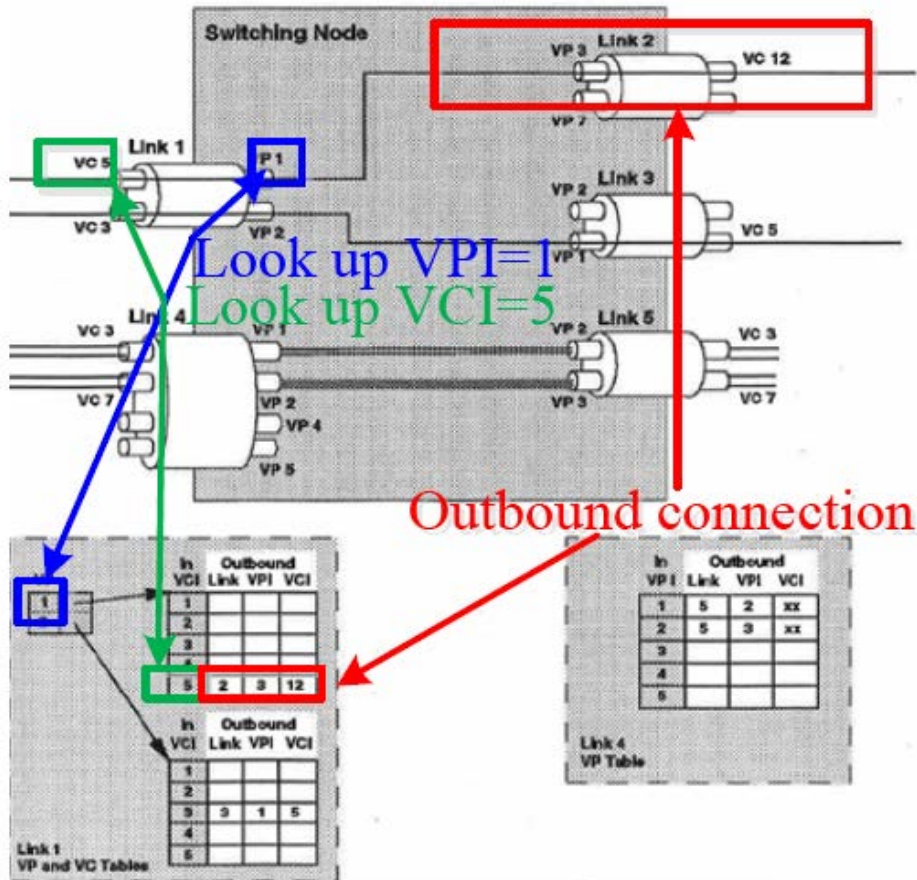 Switching Node
VP 3 Link 2
VC 12
VP 7
Link 1
VC 5
P 1
Link 3
VP 2
VC 3
VP 2
VP 1
VC 5
Look up VPI=1
Look up VCI=5
Link 4
VP 1
VP 2
Link 5
VC 3
VC 3
VC 7
VP 2
VP 3
VC 7
VP 4
VP 5
Outbound connection
In Outbound
VCI Link VPI VCI
1
2
3
4
5 2 3 12
1
In Outbound
VCI Link VPI VCI
1
2
3 3 1 5
4
5
Link 1
VP and VC Tables
In Outbound
VPI Link VPI VCI
1 5 2 xx
2 5 3 xx
3
4
5
Link 4
VP Table